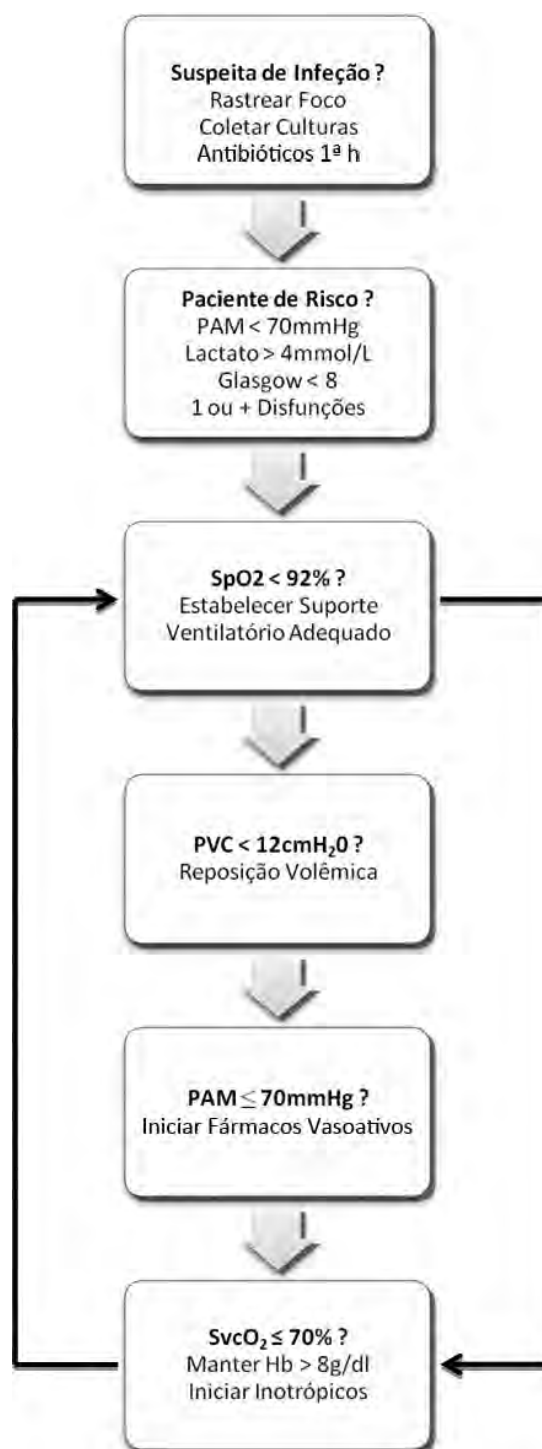 Suspeita de Infeção ?
Rastrear Foco
Coletar Culturas
Antibióticos 1ª h
Paciente de Risco ?
PAM < 70mmHg
Lactato > 4mmol/L
Glasgow < 8
1 ou + Disfunções
SpO2 < 92% ?
Estabelecer Suporte
Ventilatório Adequado
PVC < 12cmH₂0 ?
Reposição Volêmica
PAM ≤ 70mmHg ?
Iniciar Fármacos Vasoativos
SvcO₂ ≤ 70% ?
Manter Hb > 8g/dl
Iniciar Inotrópicos